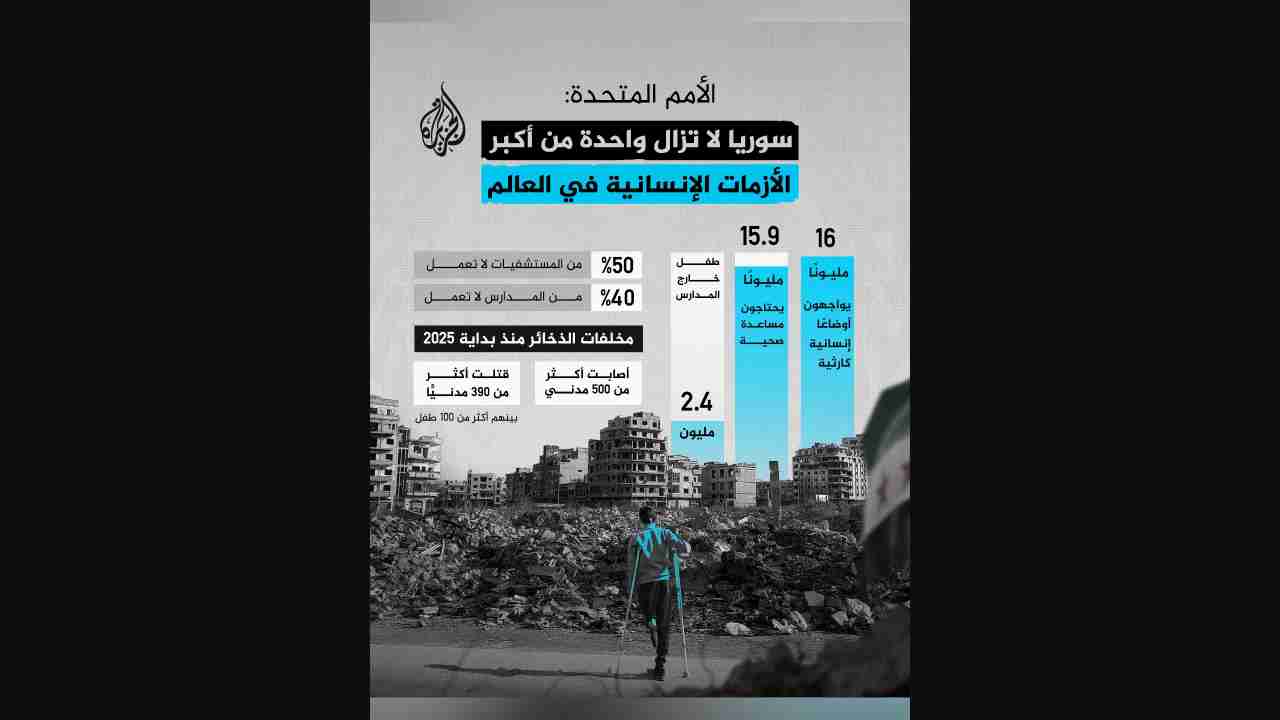 الأمم المتحدة:
سوريا لا تزال واحدة من أكبر
الأزمات الإنسانية في العالم
16
مليونًا
يواجهون
أوضاعًا
إنسانية
كارثية
15.9
مليونًا
يحتاجون
مساعدة
صحية
طفل
خارج
المدارس
2.4
مليون
%50
من المستشفيات لا تعمل
%40
من المدارس لا تعمل
مخلفات الذخائر منذ بداية 2025
أصابت أكثر
من 500 مدني
قتلت أكثر
من 390 مدنيًّا
بينهم أكثر من 100 طفل
الجزيرة